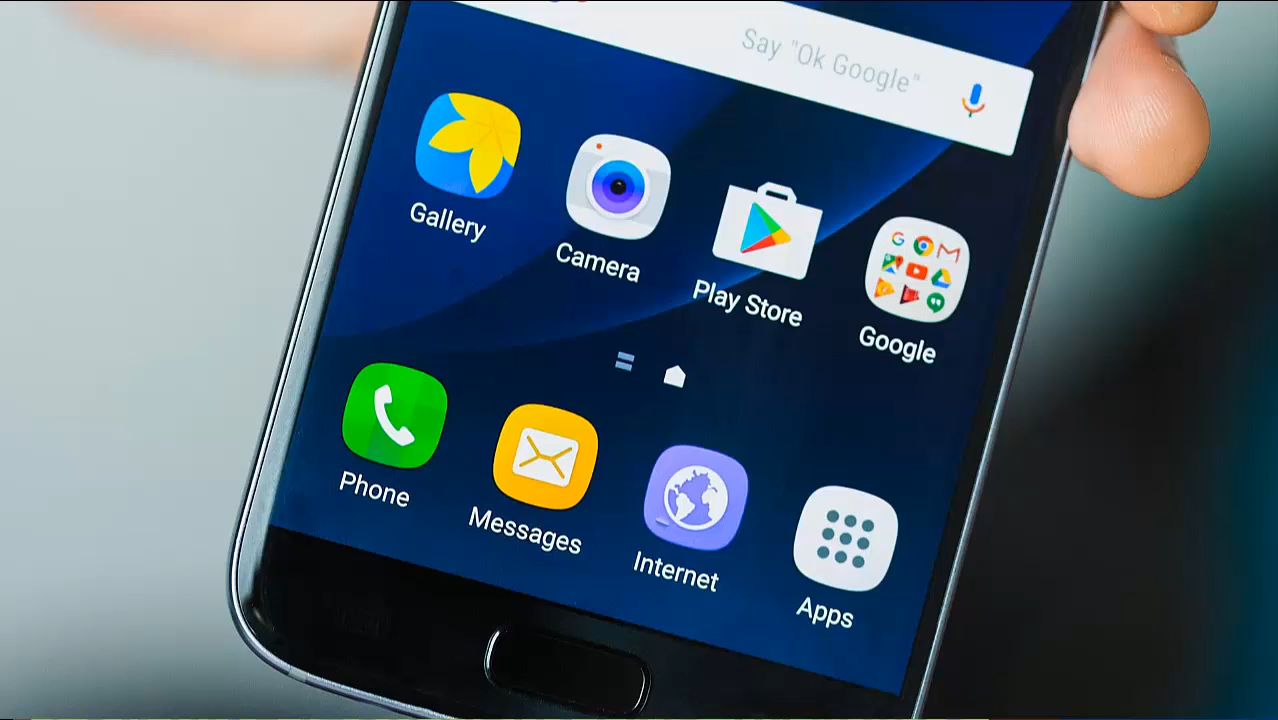 Say "Ok Google"
Gallery
Camera
Play Store
Google
Phone
Messages
Internet
Apps